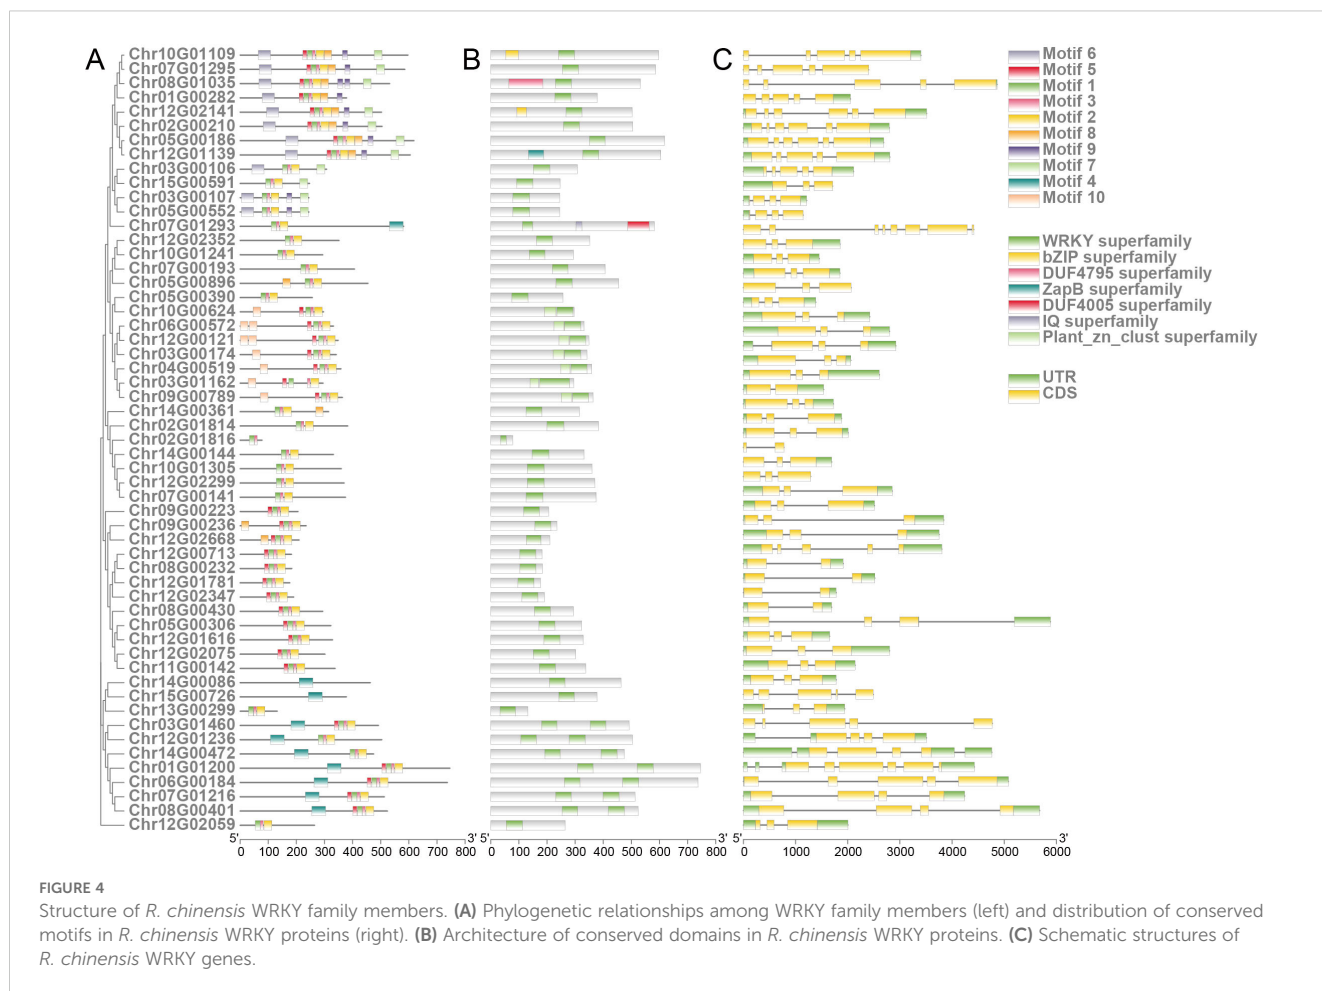 A
B
C
Chr10G01109
Chr07G01295
Chr08G01035
Chr01G00282
Chr12G02141
Chr02G00210
Chr05G00186
Chr12G01139
Chr03G00106
Chr15G00591
Chr03G00107
Chr05G00552
Chr07G01293
Chr12G02352
Chr10G01241
Chr07G00193
Chr05G00896
Chr05G00390
Chr10G00624
Chr06G00572
Chr12G00121
Chr03G00174
Chr04G00519
Chr03G01162
Chr09G00789
Chr14G00361
Chr02G01814
Chr02G01816
Chr14G00144
Chr10G01305
Chr12G02299
Chr07G00141
Chr09G00223
Chr09G00236
Chr12G02668
Chr12G00713
Chr08G00232
Chr12G01781
Chr12G02347
Chr08G00430
Chr05G00306
Chr12G01616
Chr12G02075
Chr11G00142
Chr14G00086
Chr15G00726
Chr13G00299
Chr03G01460
Chr12G01236
Chr14G00472
Chr01G01200
Chr06G00184
Chr07G01216
Chr08G00401
Chr12G02059
5' 3'
0 100 200 300 400 500 600 700 800
5' 3'
0 100 200 300 400 500 600 700 800
5' 3'
0 1000 2000 3000 4000 5000 6000
Motif 6
Motif 5
Motif 1
Motif 3
Motif 2
Motif 8
Motif 9
Motif 7
Motif 4
Motif 10
WRKY superfamily
bZIP superfamily
DUF4795 superfamily
ZapB superfamily
DUF4005 superfamily
IQ superfamily
Plant_zn_clust superfamily
UTR
CDS
FIGURE 4
Structure of R. chinensis WRKY family members. (A) Phylogenetic relationships among WRKY family members (left) and distribution of conserved
motifs in R. chinensis WRKY proteins (right). (B) Architecture of conserved domains in R. chinensis WRKY proteins. (C) Schematic structures of
R. chinensis WRKY genes.